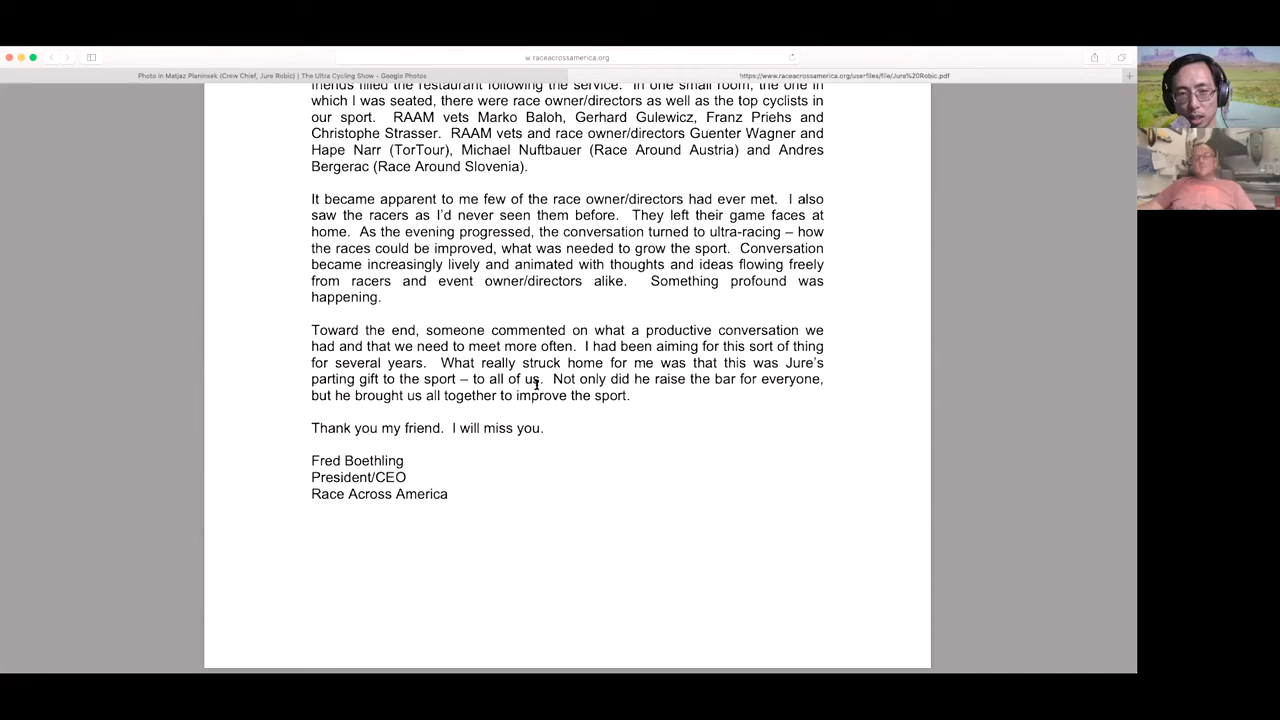 raceacrossamerica.org
Photo in Matjaz Planinsek (Crew Chief, Jure Robic) | The Ultra Cycling Show - Google Photos
https://www.raceacrossamerica.org/userfiles/file/Jure%20Robic.pdf
friends filled the restaurant following the service. In one small room, the one in
which I was seated, there were race owner/directors as well as the top cyclists in
our sport. RAAM vets Marko Baloh, Gerhard Gulewicz, Franz Priehs and
Christophe Strasser. RAAM vets and race owner/directors Guenter Wagner and
Hape Narr (TorTour), Michael Nuftbauer (Race Around Austria) and Andres
Bergerac (Race Around Slovenia).
It became apparent to me few of the race owner/directors had ever met. I also
saw the racers as I'd never seen them before. They left their game faces at
home. As the evening progressed, the conversation turned to ultra-racing – how
the races could be improved, what was needed to grow the sport. Conversation
became increasingly lively and animated with thoughts and ideas flowing freely
from racers and event owner/directors alike. Something profound was
happening.
Toward the end, someone commented on what a productive conversation we
had and that we need to meet more often. I had been aiming for this sort of thing
for several years. What really struck home for me was that this was Jure's
parting gift to the sport – to all of us. Not only did he raise the bar for everyone,
but he brought us all together to improve the sport.
Thank you my friend. I will miss you.
Fred Boethling
President/CEO
Race Across America